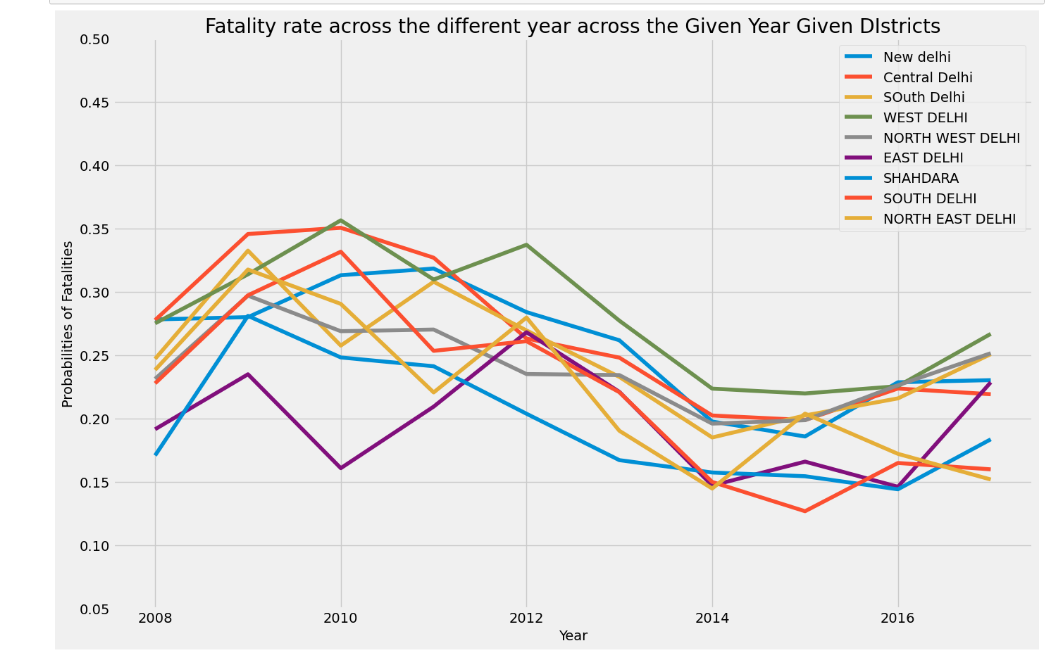 Fatality rate across the different year across the Given Year Given DIstricts
0.50
0.45
0.40
0.35
0.30
0.25
0.20
0.15
0.10
0.05
Probabilities of Fatalities
New delhi
Central Delhi
SOuth Delhi
WEST DELHI
NORTH WEST DELHI
EAST DELHI
SHAHDARA
SOUTH DELHI
NORTH EAST DELHI
2008 2010 2012 2014 2016
Year